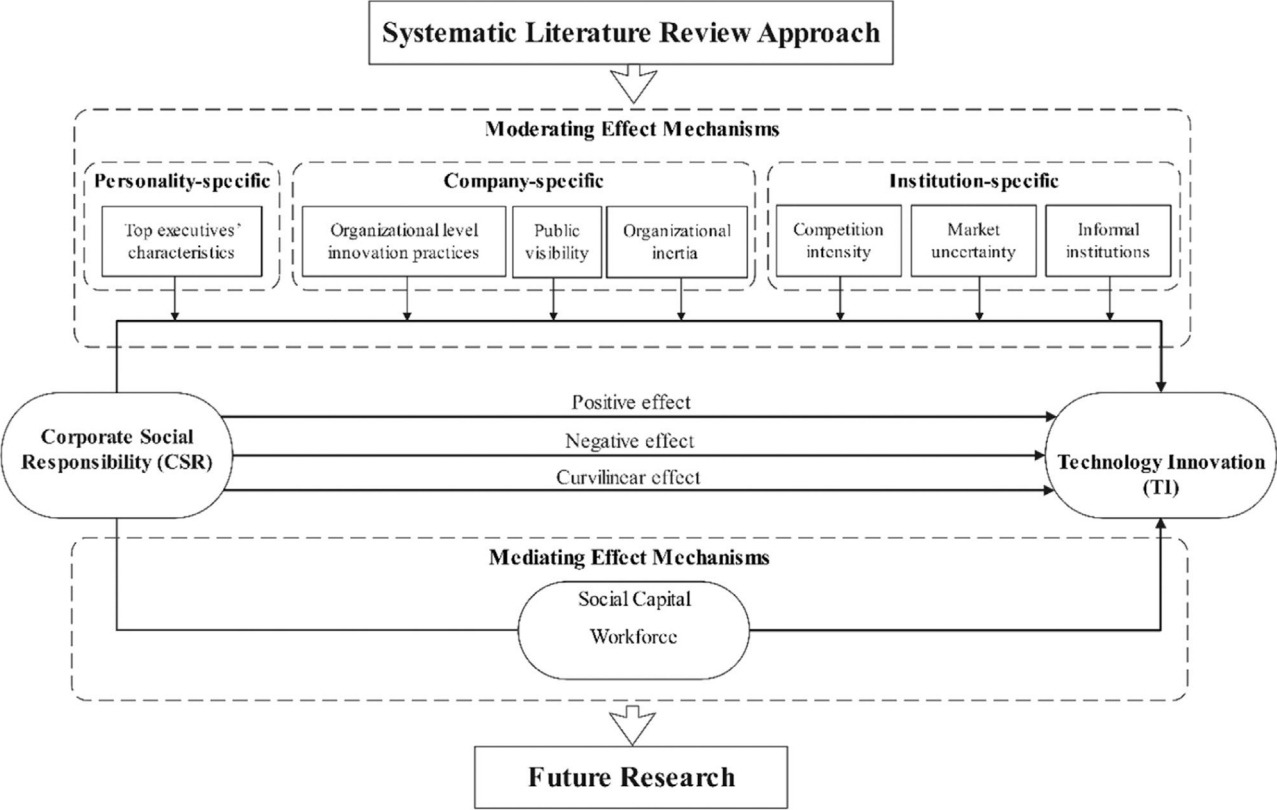 Systematic Literature Review Approach
Moderating Effect Mechanisms
Personality-specific
Company-specific
Institution-specific
Top executives’
characteristics
Organizational level
innovation practices
Public
visibility
Organizational
inertia
Competition
intensity
Market
uncertainty
Informal
institutions
Positive effect
Negative effect
Curvilinear effect
Corporate Social
Responsibility (CSR)
Technology Innovation
(TI)
Mediating Effect Mechanisms
Social Capital
Workforce
Future Research